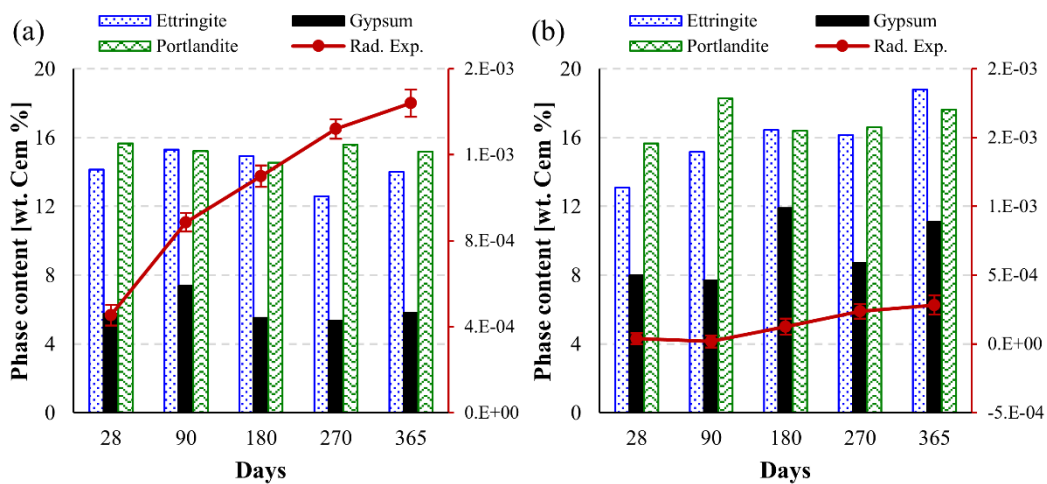 (a)
Ettringite
Gypsum
Portlandite
Rad. Exp.
Phase content [wt. Cem %]
20
16
12
8
4
0
2.E-03
1.E-03
8.E-04
4.E-04
0.E+00
28 90 180 270 365
Days
(b)
Ettringite
Gypsum
Portlandite
Rad. Exp.
Phase content [wt. Cem %]
20
16
12
8
4
0
2.E-03
2.E-03
1.E-03
5.E-04
0.E+00
-5.E-04
28 90 180 270 365
Days